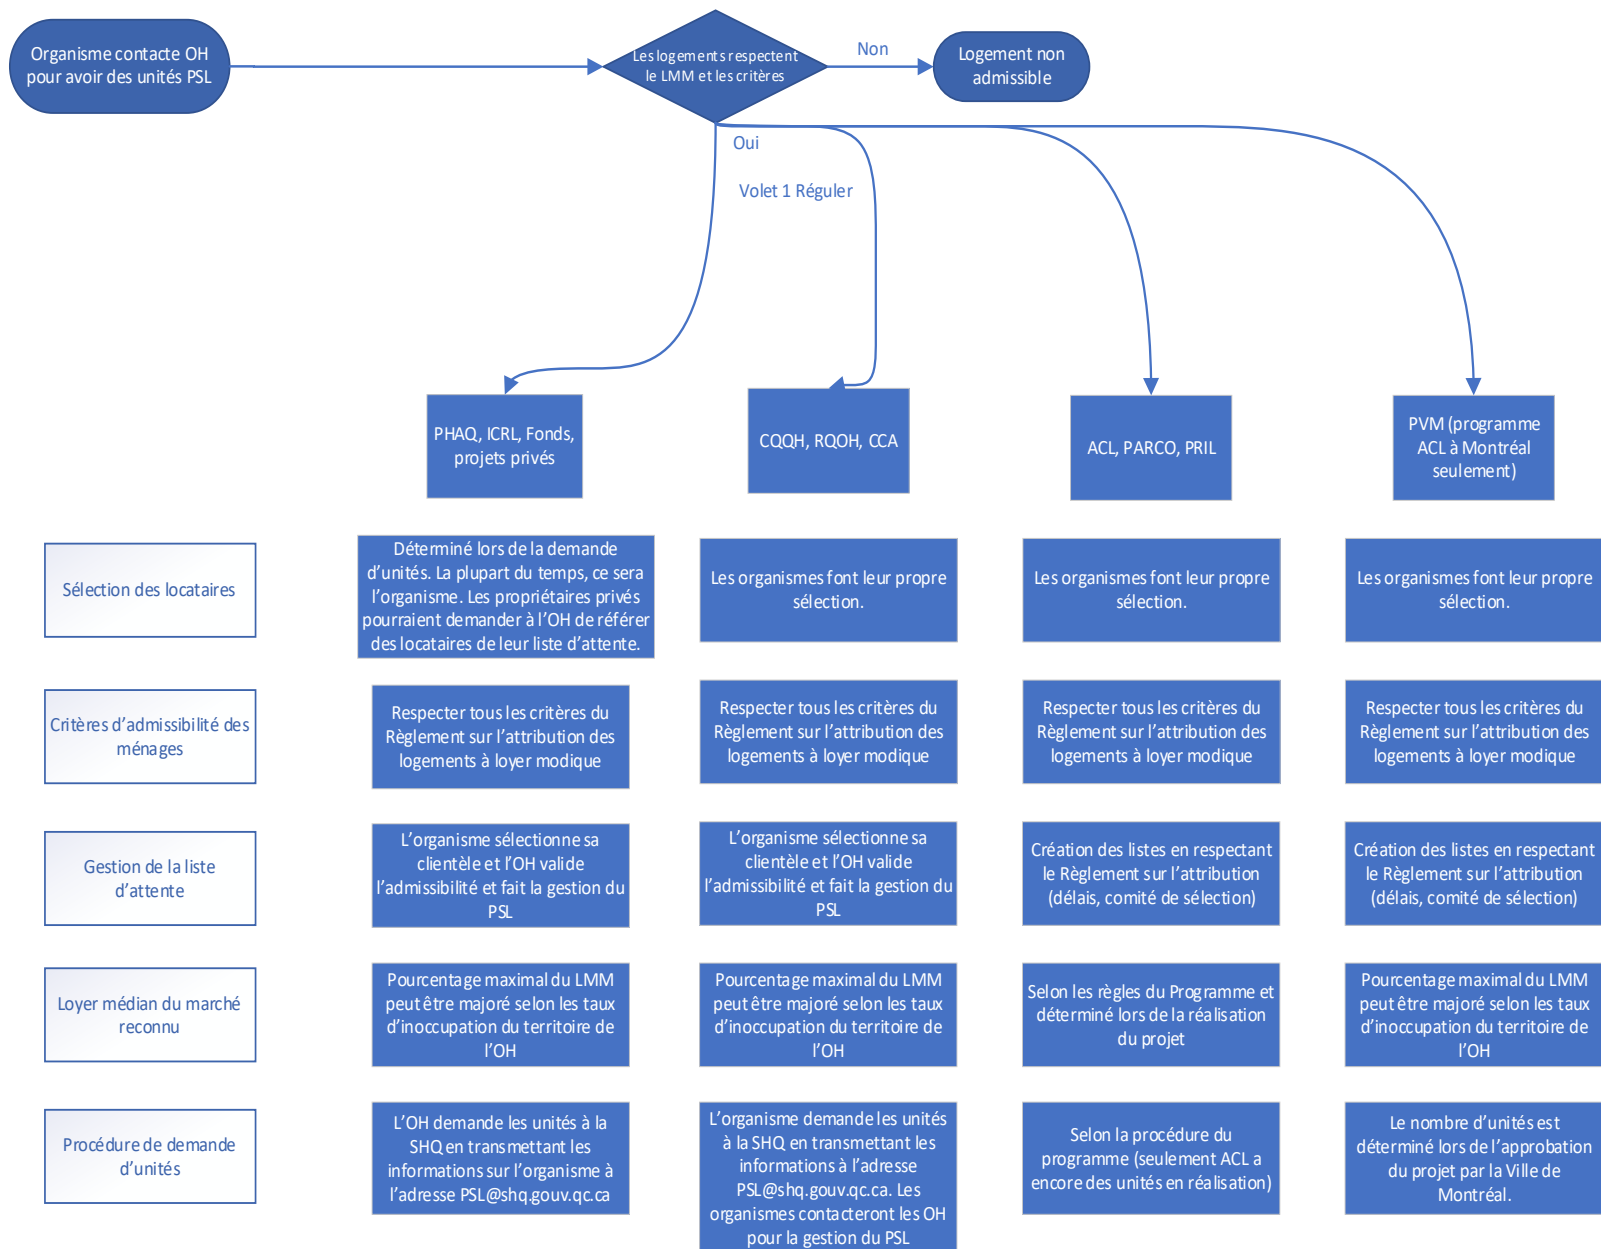 Organisme contacte OH
pour avoir des unités PSL
Les logements respectent
le LMM et les critères
Non
Logement non
admissible
Oui
Volet 1 Réguler
PHAQ, ICRL, Fonds,
projets privés
CQQH, RQOH, CCA
ACL, PARCO, PRIL
PVM (programme
ACL à Montréal
seulement)
Sélection des locataires
Déterminé lors de la demande
d’unités. La plupart du temps, ce sera
l’organisme. Les propriétaires privés
pourraient demander à l’OH de référer
des locataires de leur liste d’attente.
Les organismes font leur propre
sélection.
Les organismes font leur propre
sélection.
Les organismes font leur propre
sélection.
Critères d’admissibilité des
ménages
Respecter tous les critères du
Règlement sur l’attribution des
logements à loyer modique
Respecter tous les critères du
Règlement sur l’attribution des
logements à loyer modique
Respecter tous les critères du
Règlement sur l’attribution des
logements à loyer modique
Respecter tous les critères du
Règlement sur l’attribution des
logements à loyer modique
Gestion de la liste
d’attente
L’organisme sélectionne sa
clientèle et l’OH valide
l’admissibilité et fait la gestion du
PSL
L’organisme sélectionne sa
clientèle et l’OH valide
l’admissibilité et fait la gestion du
PSL
Création des listes en respectant
le Règlement sur l’attribution
(délais, comité de sélection)
Création des listes en respectant
le Règlement sur l’attribution
(délais, comité de sélection)
Loyer médian du marché
reconnu
Pourcentage maximal du LMM
peut être majoré selon les taux
d’inoccupation du territoire de
l’OH
Pourcentage maximal du LMM
peut être majoré selon les taux
d’inoccupation du territoire de
l’OH
Selon les règles du Programme et
déterminé lors de la réalisation
du projet
Pourcentage maximal du LMM
peut être majoré selon les taux
d’inoccupation du territoire de
l’OH
Procédure de demande
d’unités
L’OH demande les unités à la
SHQ en transmettant les
informations sur l’organisme à
l’adresse PSL@shq.gouv.qc.ca
L’organisme demande les unités
à la SHQ en transmettant les
informations à l’adresse
PSL@shq.gouv.qc.ca. Les
organismes contacteront les OH
pour la gestion du PSL
Selon la procédure du
programme (seulement ACL a
encore des unités en réalisation)
Le nombre d’unités est
déterminé lors de l’approbation
du projet par la Ville de
Montréal.